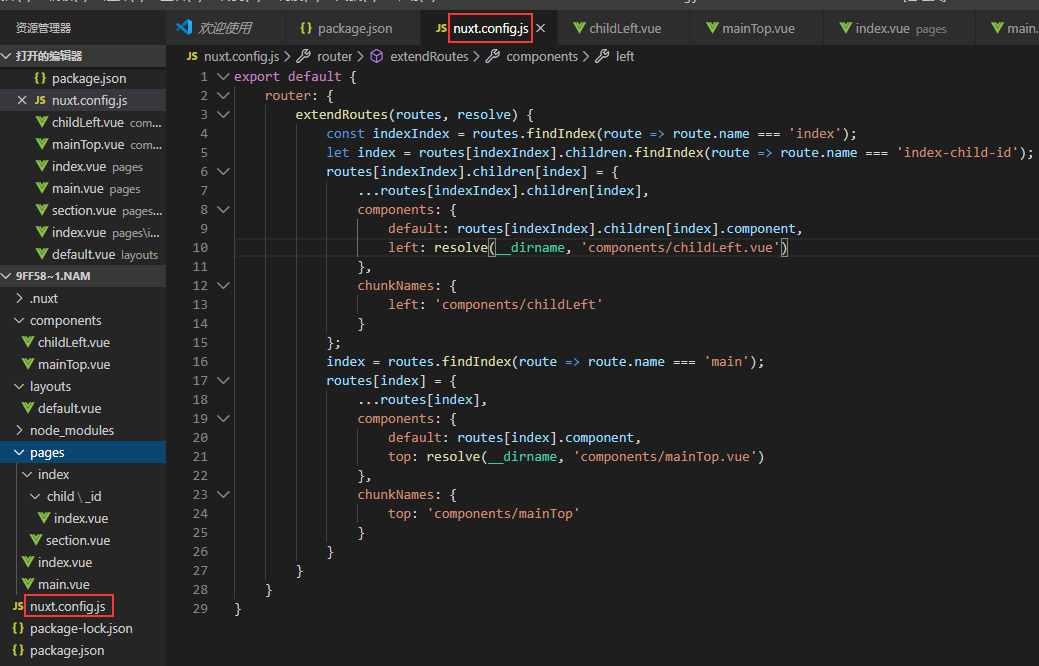 资源管理器
欢迎使用
{} package.json
JS nuxt.config.js
childLeft.vue
mainTop.vue
index.vue pages
main.
打开的编辑器
{} package.json
JS nuxt.config.js
childLeft.vue com...
mainTop.vue com...
index.vue pages
main.vue pages
section.vue pages...
index.vue pages\i...
default.vue layouts
9FF58~1.NAM
.nuxt
components
childLeft.vue
mainTop.vue
layouts
default.vue
node_modules
pages
index
child \ _id
index.vue
section.vue
index.vue
main.vue
JS nuxt.config.js
{} package-lock.json
{} package.json
JS nuxt.config.js > router > extendRoutes > components > left
1 export default {
2 router: {
3 extendRoutes(routes, resolve) {
4 const indexIndex = routes.findIndex(route => route.name === 'index');
5 let index = routes[indexIndex].children.findIndex(route => route.name === 'index-child-id');
6 routes[indexIndex].children[index] = {
7 ...routes[indexIndex].children[index],
8 components: {
9 default: routes[indexIndex].children[index].component,
10 left: resolve(__dirname, 'components/childLeft.vue')
11 },
12 chunkNames: {
13 left: 'components/childLeft'
14 }
15 };
16 index = routes.findIndex(route => route.name === 'main');
17 routes[index] = {
18 ...routes[index],
19 components: {
20 default: routes[index].component,
21 top: resolve(__dirname, 'components/mainTop.vue')
22 },
23 chunkNames: {
24 top: 'components/mainTop'
25 }
26 }
27 }
28 }
29 }